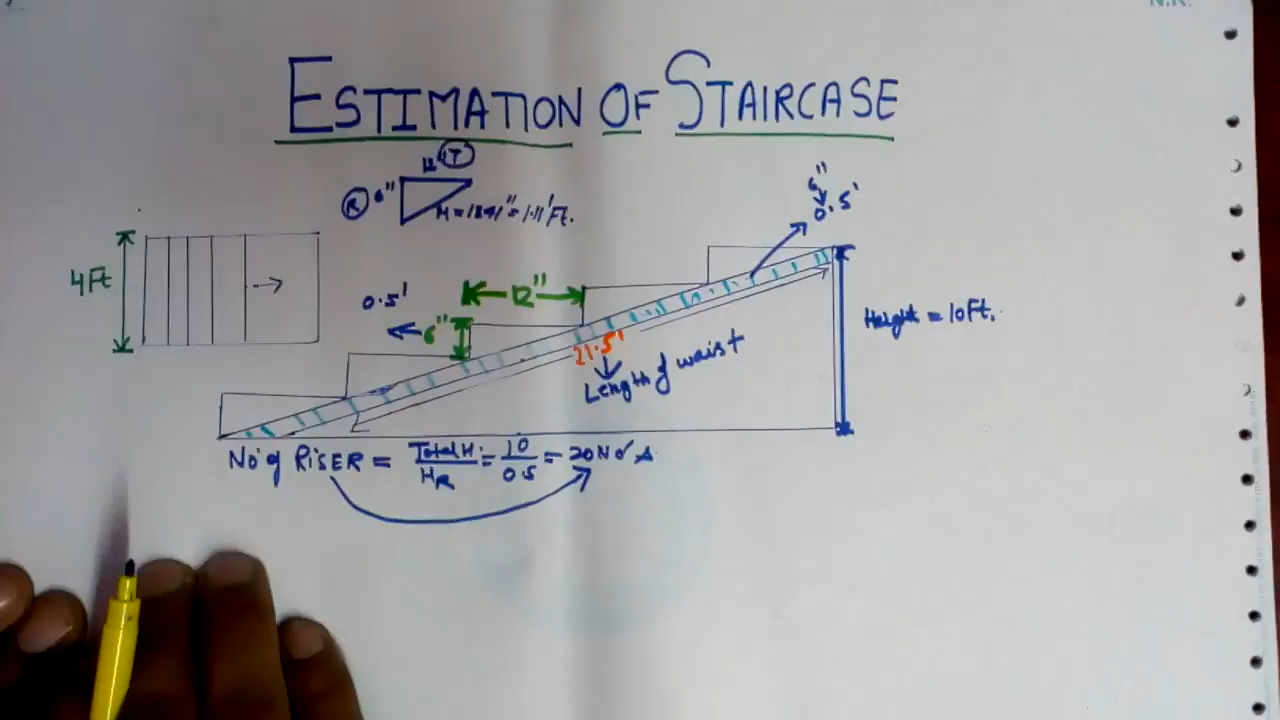 N.R.
ESTIMATION OF STAIRCASE
12" T
R 6"
H = 13.41" = 1.11' Ft.
6"
0.5'
4Ft
0.5'
12"
6"
Height = 10Ft.
21.5'
Length of waist
No of RISER = Total H / HR = 10 / 0.5 = 20 No's